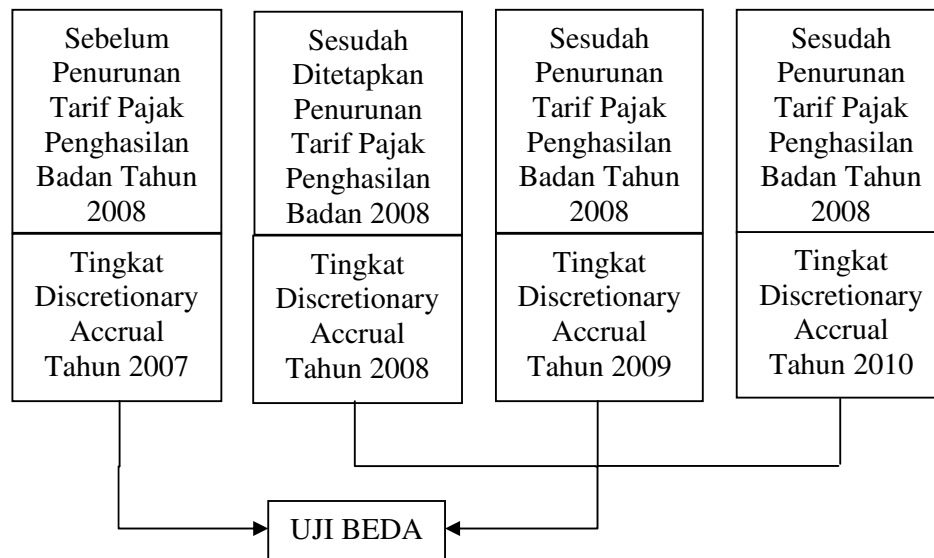 Sebelum
Penurunan
Tarif Pajak
Penghasilan
Badan Tahun
2008
Tingkat
Discretionary
Accrual
Tahun 2007
Sesudah
Ditetapkan
Penurunan
Tarif Pajak
Penghasilan
Badan 2008
Tingkat
Discretionary
Accrual
Tahun 2008
Sesudah
Penurunan
Tarif Pajak
Penghasilan
Badan Tahun
2008
Tingkat
Discretionary
Accrual
Tahun 2009
Sesudah
Penurunan
Tarif Pajak
Penghasilan
Badan Tahun
2008
Tingkat
Discretionary
Accrual
Tahun 2010
UJI BEDA